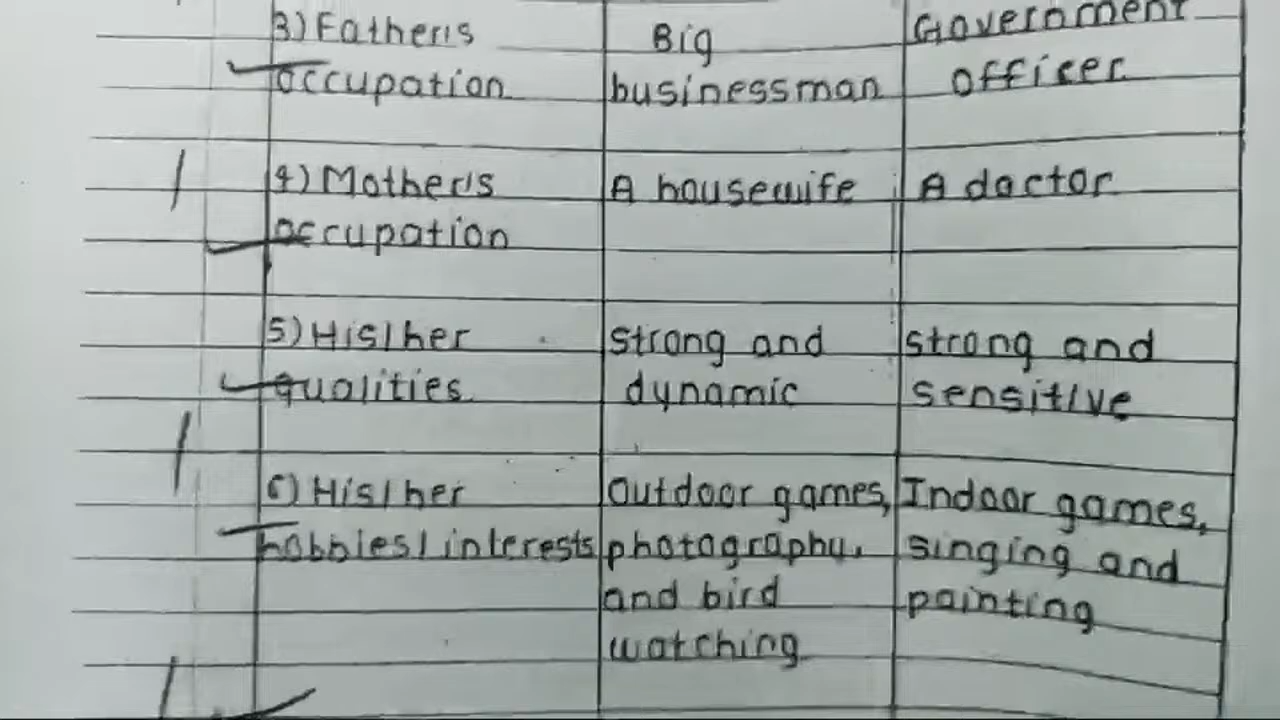 3) Father's
occupation
Big
businessman
Government
officer
4) Mother's
occupation
A housewife
A doctor
5) His/her
qualities
strong and
dynamic
strong and
sensitive
6) His/her
hobbies/interests
outdoor games,
photography,
and bird
watching
Indoor games,
singing and
painting